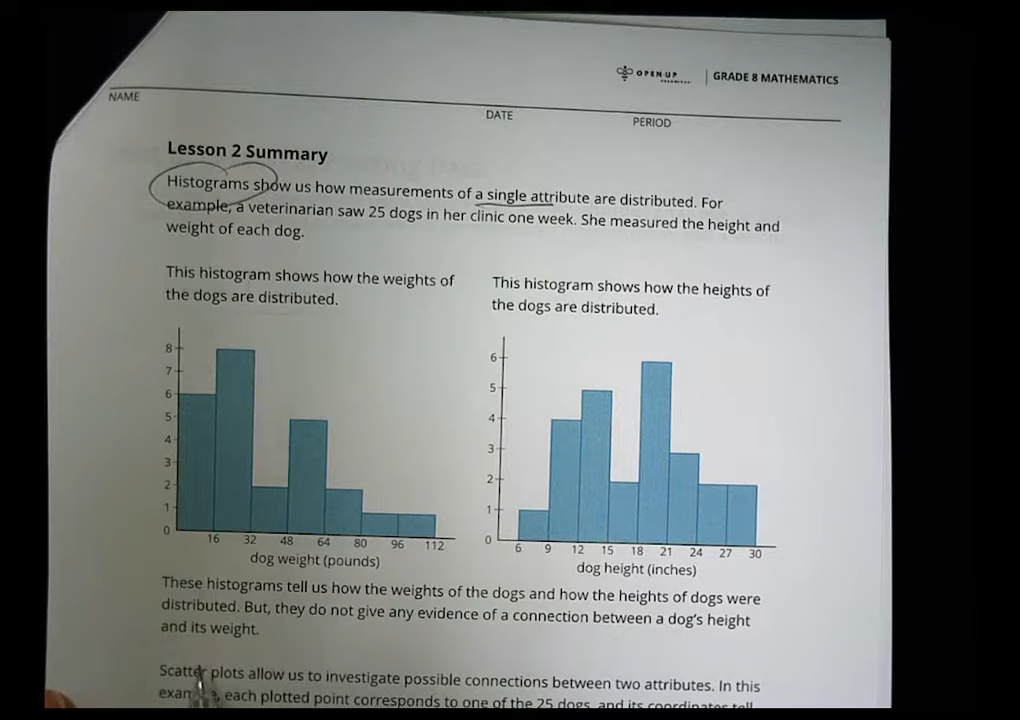 OPEN-UP
GRADE 8 MATHEMATICS
NAME
DATE
PERIOD
Lesson 2 Summary
Histograms show us how measurements of a single attribute are distributed. For
example, a veterinarian saw 25 dogs in her clinic one week. She measured the height and
weight of each dog.
This histogram shows how the weights of
the dogs are distributed.
8
7
6
5
4
3
2
1
0
16 32 48 64 80 96 112
dog weight (pounds)
This histogram shows how the heights of
the dogs are distributed.
6
5
4
3
2
1
0
6 9 12 15 18 21 24 27 30
dog height (inches)
These histograms tell us how the weights of the dogs and how the heights of dogs were
distributed. But, they do not give any evidence of a connection between a dog's height
and its weight.
Scatter plots allow us to investigate possible connections between two attributes. In this
each plotted point corresponds to one of the 25 dogs, and its coordinates tell